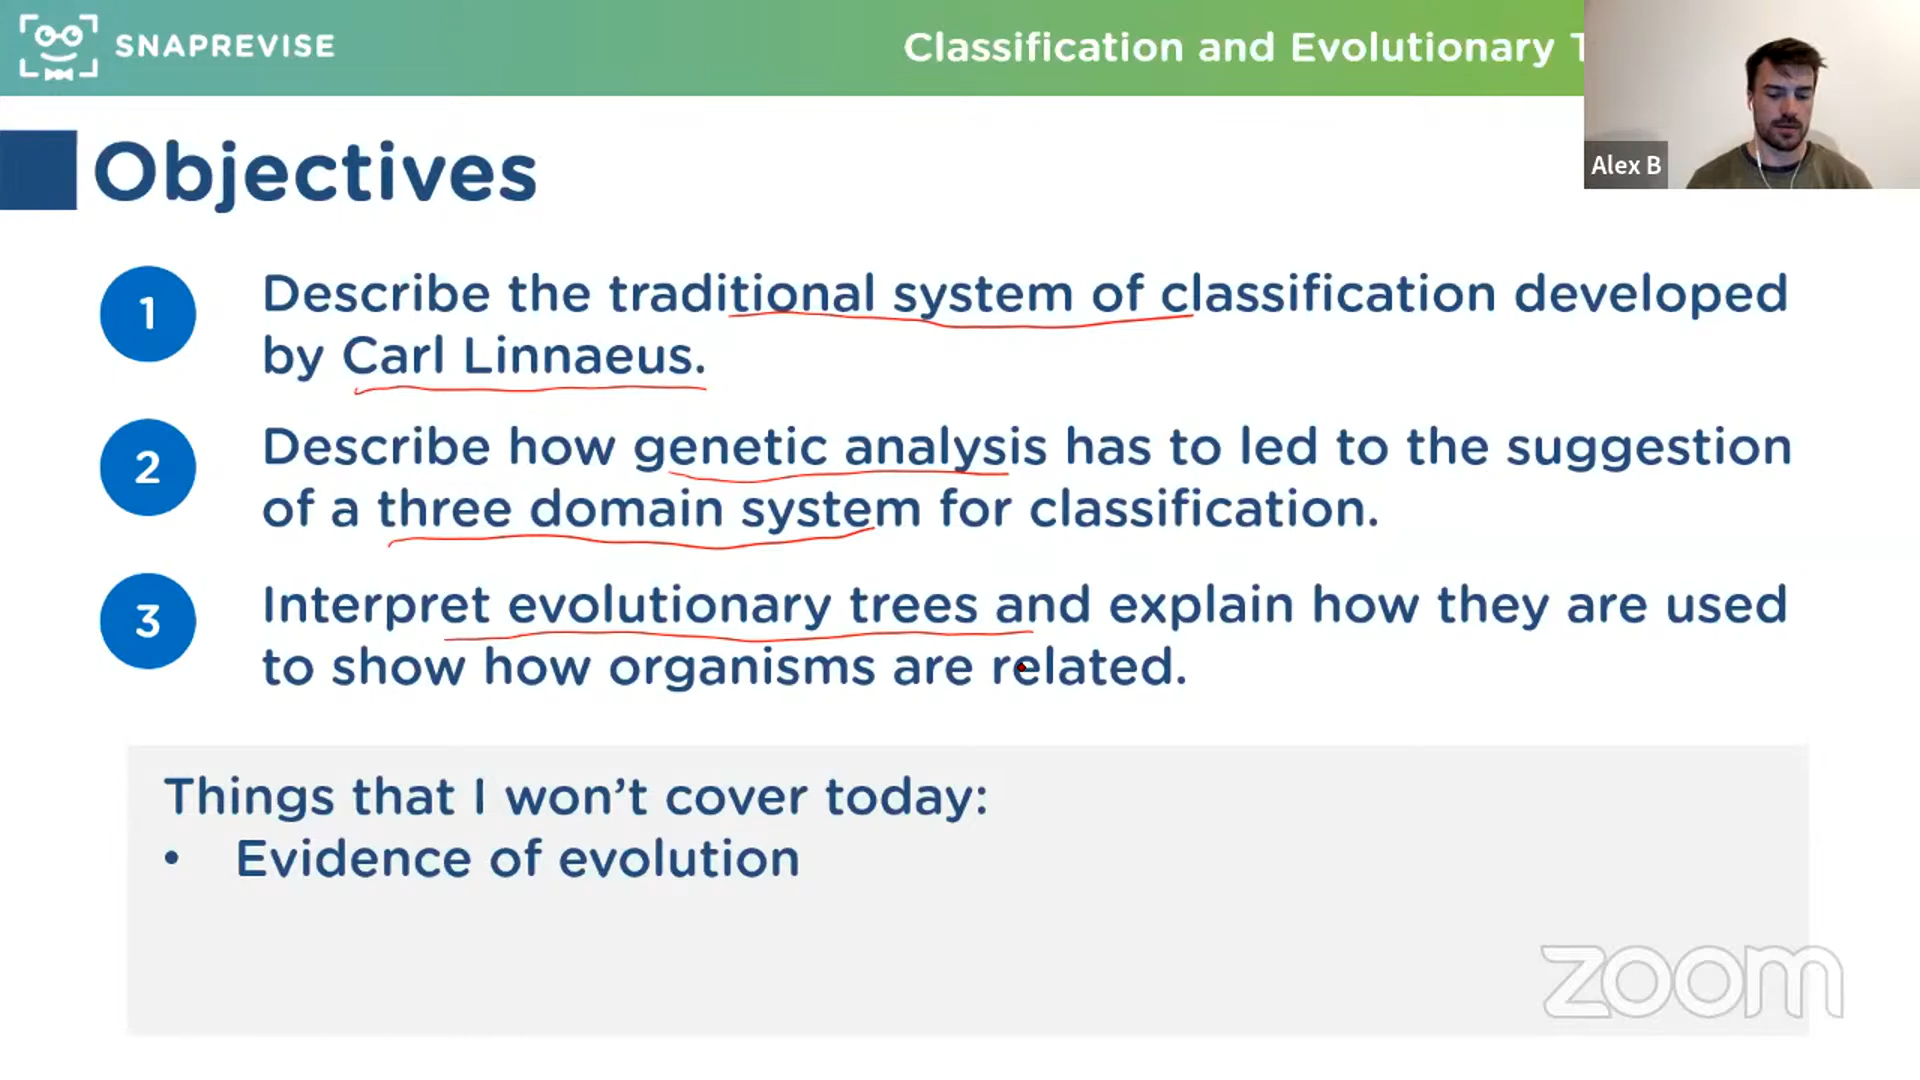 SNAPREVISE
Classification and Evolutionary
Alex B
Objectives
1
Describe the traditional system of classification developed
by Carl Linnaeus.
2
Describe how genetic analysis has to led to the suggestion
of a three domain system for classification.
3
Interpret evolutionary trees and explain how they are used
to show how organisms are related.
Things that I won’t cover today:
• Evidence of evolution
zoom